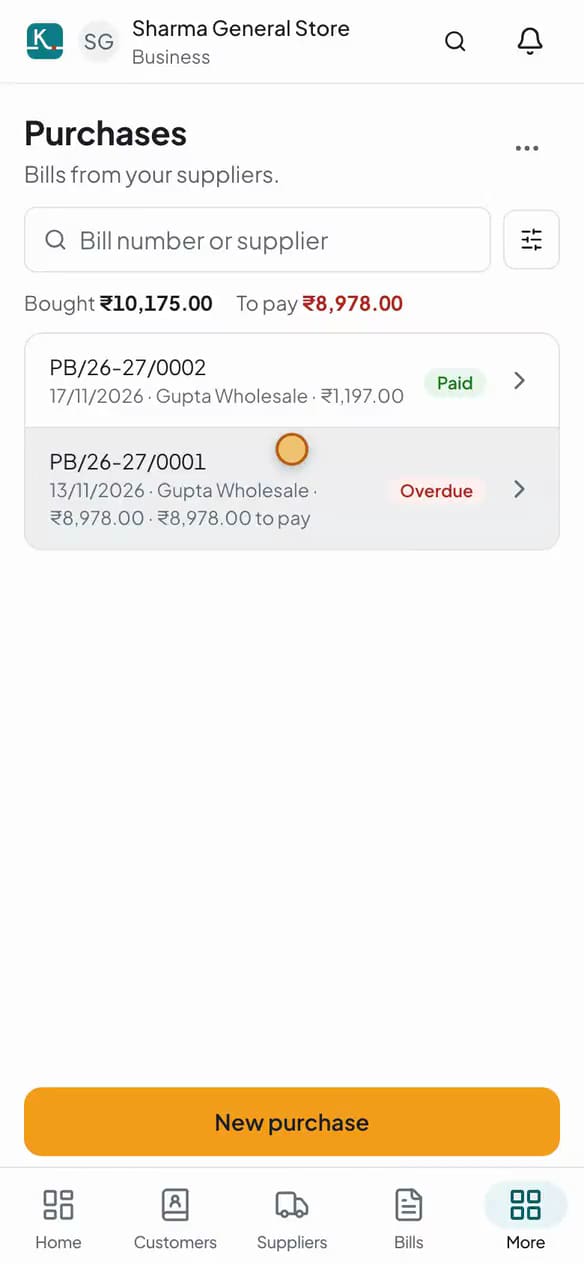 K.
SG
Sharma General Store
Business
Purchases
Bills from your suppliers.
Bill number or supplier
Bought ₹10,175.00 To pay ₹8,978.00
PB/26-27/0002
17/11/2026 · Gupta Wholesale · ₹1,197.00
Paid
PB/26-27/0001
13/11/2026 · Gupta Wholesale ·
₹8,978.00 · ₹8,978.00 to pay
Overdue
New purchase
Home
Customers
Suppliers
Bills
More